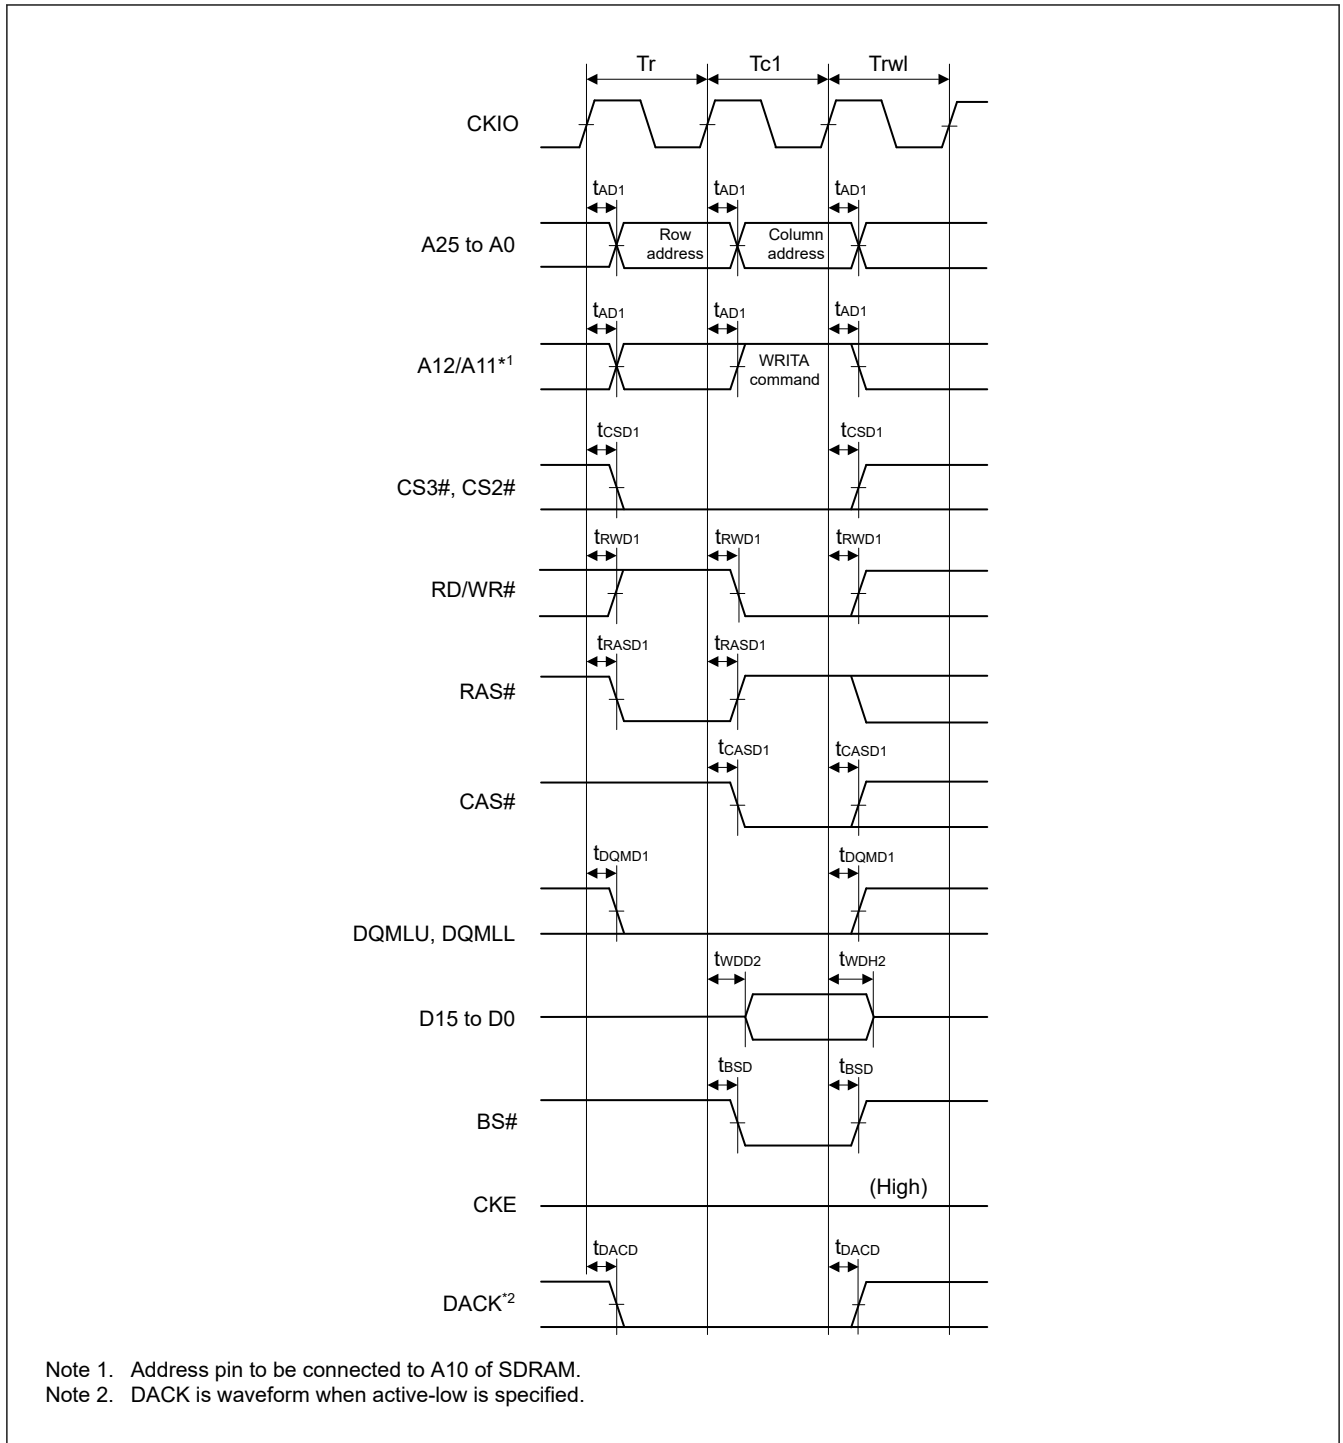 Tr Tc1 Trwl
CKIO
tAD1 tAD1 tAD1
A25 to A0
Row address
Column address
tAD1 tAD1 tAD1
A12/A11*1
WRITA command
tCSD1 tCSD1
CS3#, CS2#
tRWD1 tRWD1 tRWD1
RD/WR#
tRASD1 tRASD1
RAS#
tCASD1 tCASD1
CAS#
tDQMD1 tDQMD1
DQMLU, DQMLL
tWDD2 tWDH2
D15 to D0
tBSD tBSD
BS#
(High)
CKE
tDACD tDACD
DACK*2
Note 1. Address pin to be connected to A10 of SDRAM.
Note 2. DACK is waveform when active-low is specified.